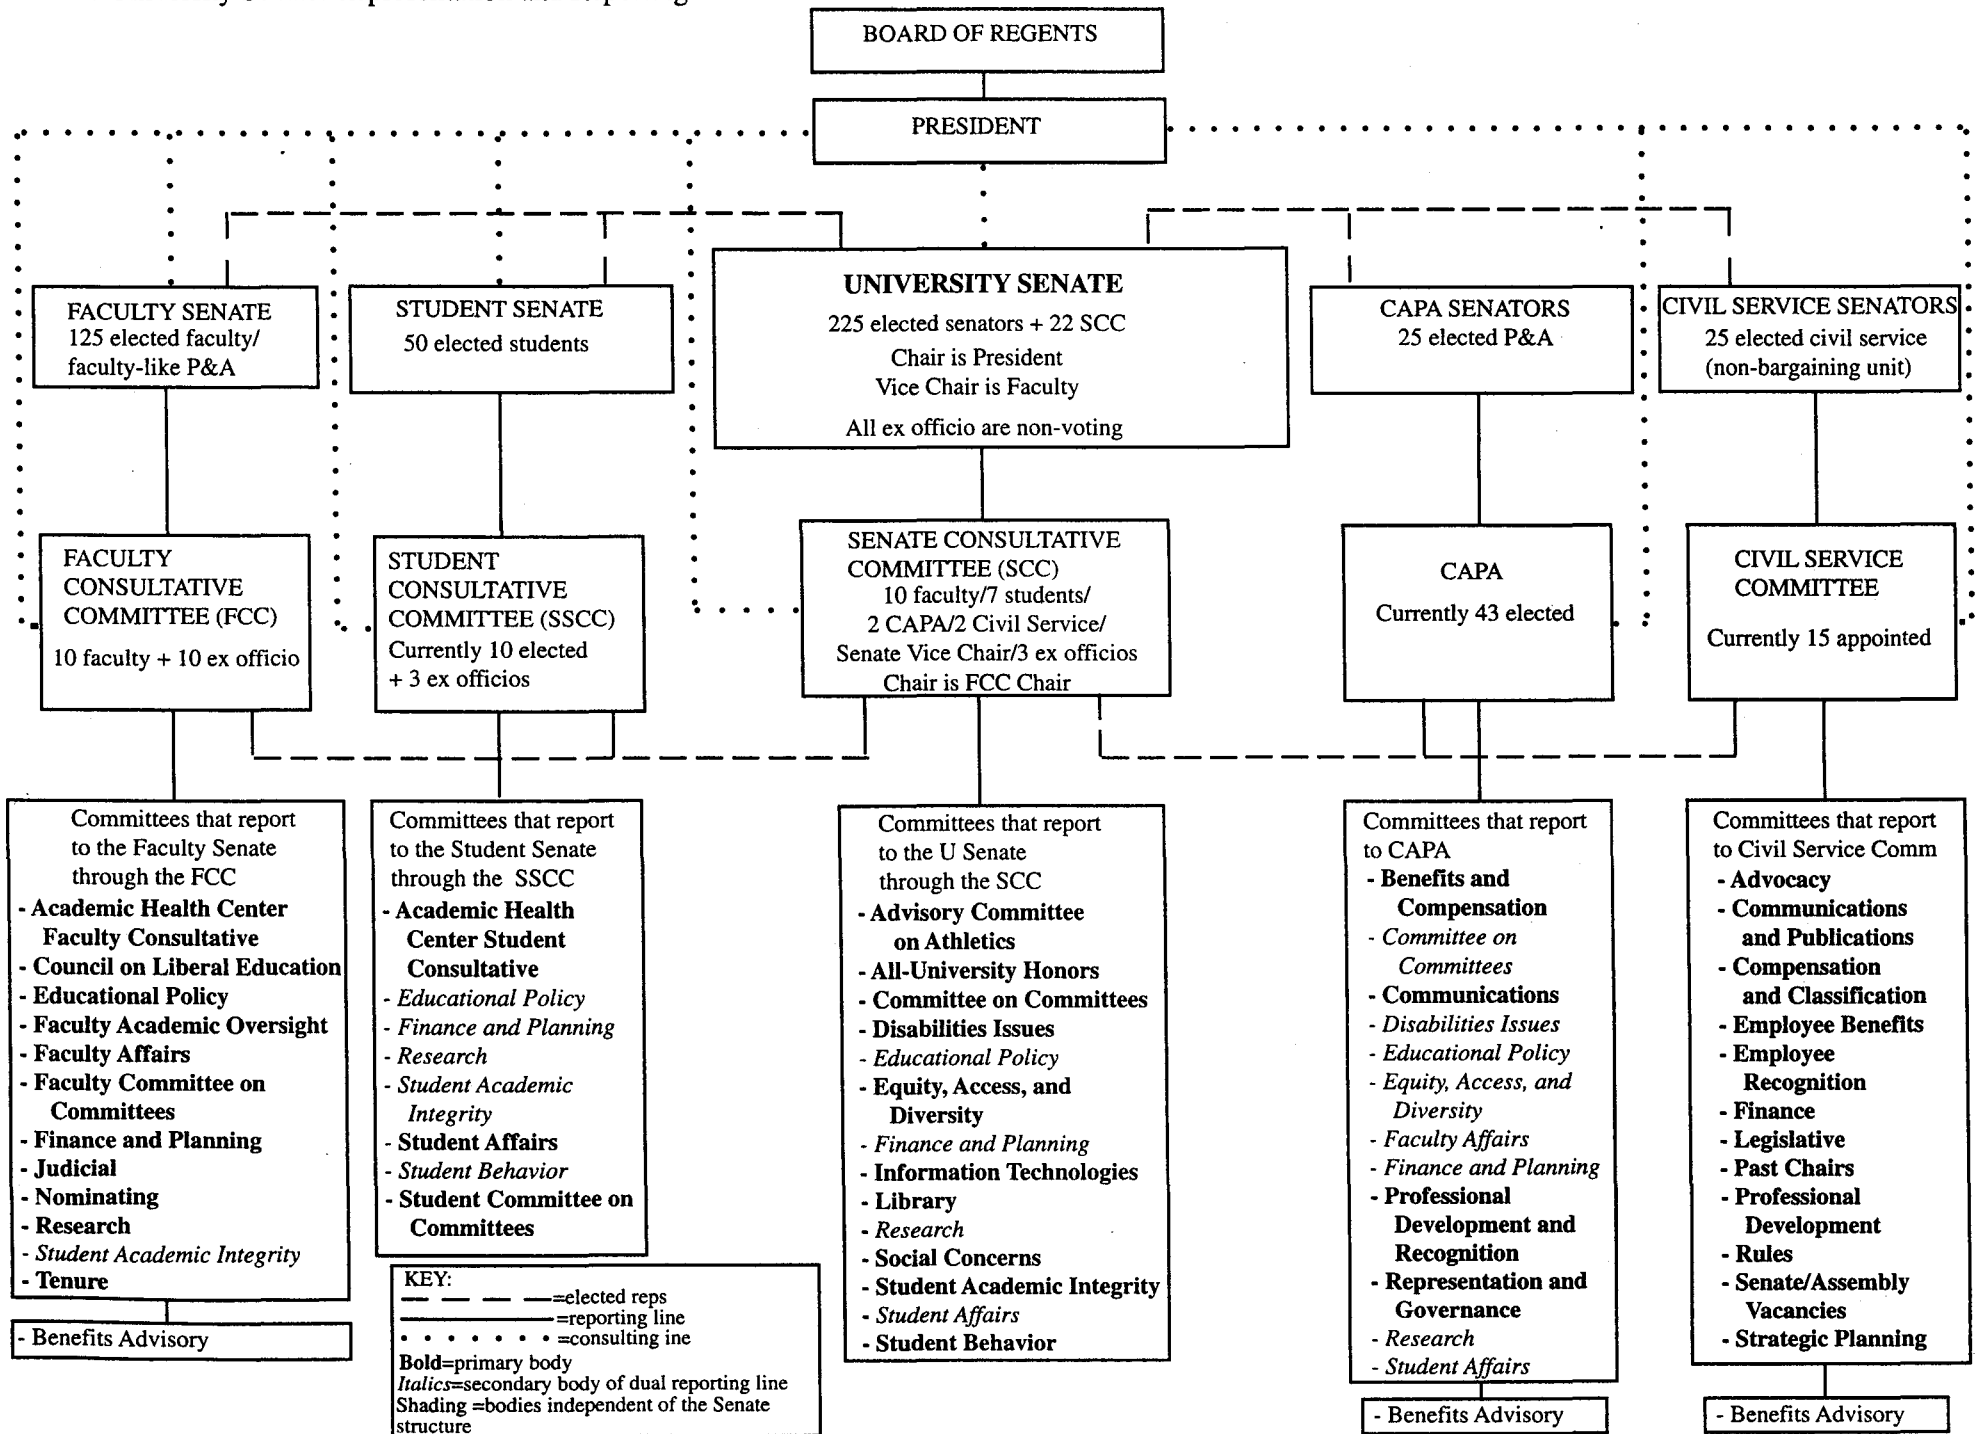 BOARD OF REGENTS
PRESIDENT
FACULTY SENATE
125 elected faculty/
faculty-like P&A
STUDENT SENATE
50 elected students
UNIVERSITY SENATE
225 elected senators + 22 SCC
Chair is President
Vice Chair is Faculty
All ex officio are non-voting
CAPA SENATORS
25 elected P&A
CIVIL SERVICE SENATORS
25 elected civil service
(non-bargaining unit)
FACULTY
CONSULTATIVE
COMMITTEE (FCC)
10 faculty + 10 ex officio
STUDENT
CONSULTATIVE
COMMITTEE (SSCC)
Currently 10 elected
+ 3 ex officios
SENATE CONSULTATIVE
COMMITTEE (SCC)
10 faculty/7 students/
2 CAPA/2 Civil Service/
Senate Vice Chair/3 ex officios
Chair is FCC Chair
CAPA
Currently 43 elected
CIVIL SERVICE
COMMITTEE
Currently 15 appointed
Committees that report
to the Faculty Senate
through the FCC
- Academic Health Center
Faculty Consultative
- Council on Liberal Education
- Educational Policy
- Faculty Academic Oversight
- Faculty Affairs
- Faculty Committee on
Committees
- Finance and Planning
- Judicial
- Nominating
- Research
- Student Academic Integrity
- Tenure
- Benefits Advisory
Committees that report
to the Student Senate
through the SSCC
- Academic Health
Center Student
Consultative
- Educational Policy
- Finance and Planning
- Research
- Student Academic
Integrity
- Student Affairs
- Student Behavior
- Student Committee on
Committees
KEY:
=elected reps
=reporting line
=consulting ine
Bold=primary body
Italics=secondary body of dual reporting line
Shading =bodies independent of the Senate
structure
Committees that report
to the U Senate
through the SCC
- Advisory Committee
on Athletics
- All-University Honors
- Committee on Committees
- Disabilities Issues
- Educational Policy
- Equity, Access, and
Diversity
- Finance and Planning
- Information Technologies
- Library
- Research
- Social Concerns
- Student Academic Integrity
- Student Affairs
- Student Behavior
Committees that report
to CAPA
- Benefits and
Compensation
- Committee on
Committees
- Communications
- Disabilities Issues
- Educational Policy
- Equity, Access, and
Diversity
- Faculty Affairs
- Finance and Planning
- Professional
Development and
Recognition
- Representation and
Governance
- Research
- Student Affairs
- Benefits Advisory
Committees that report
to Civil Service Comm
- Advocacy
- Communications
and Publications
- Compensation
and Classification
- Employee Benefits
- Employee
Recognition
- Finance
- Legislative
- Past Chairs
- Professional
Development
- Rules
- Senate/Assembly
Vacancies
- Strategic Planning
- Benefits Advisory